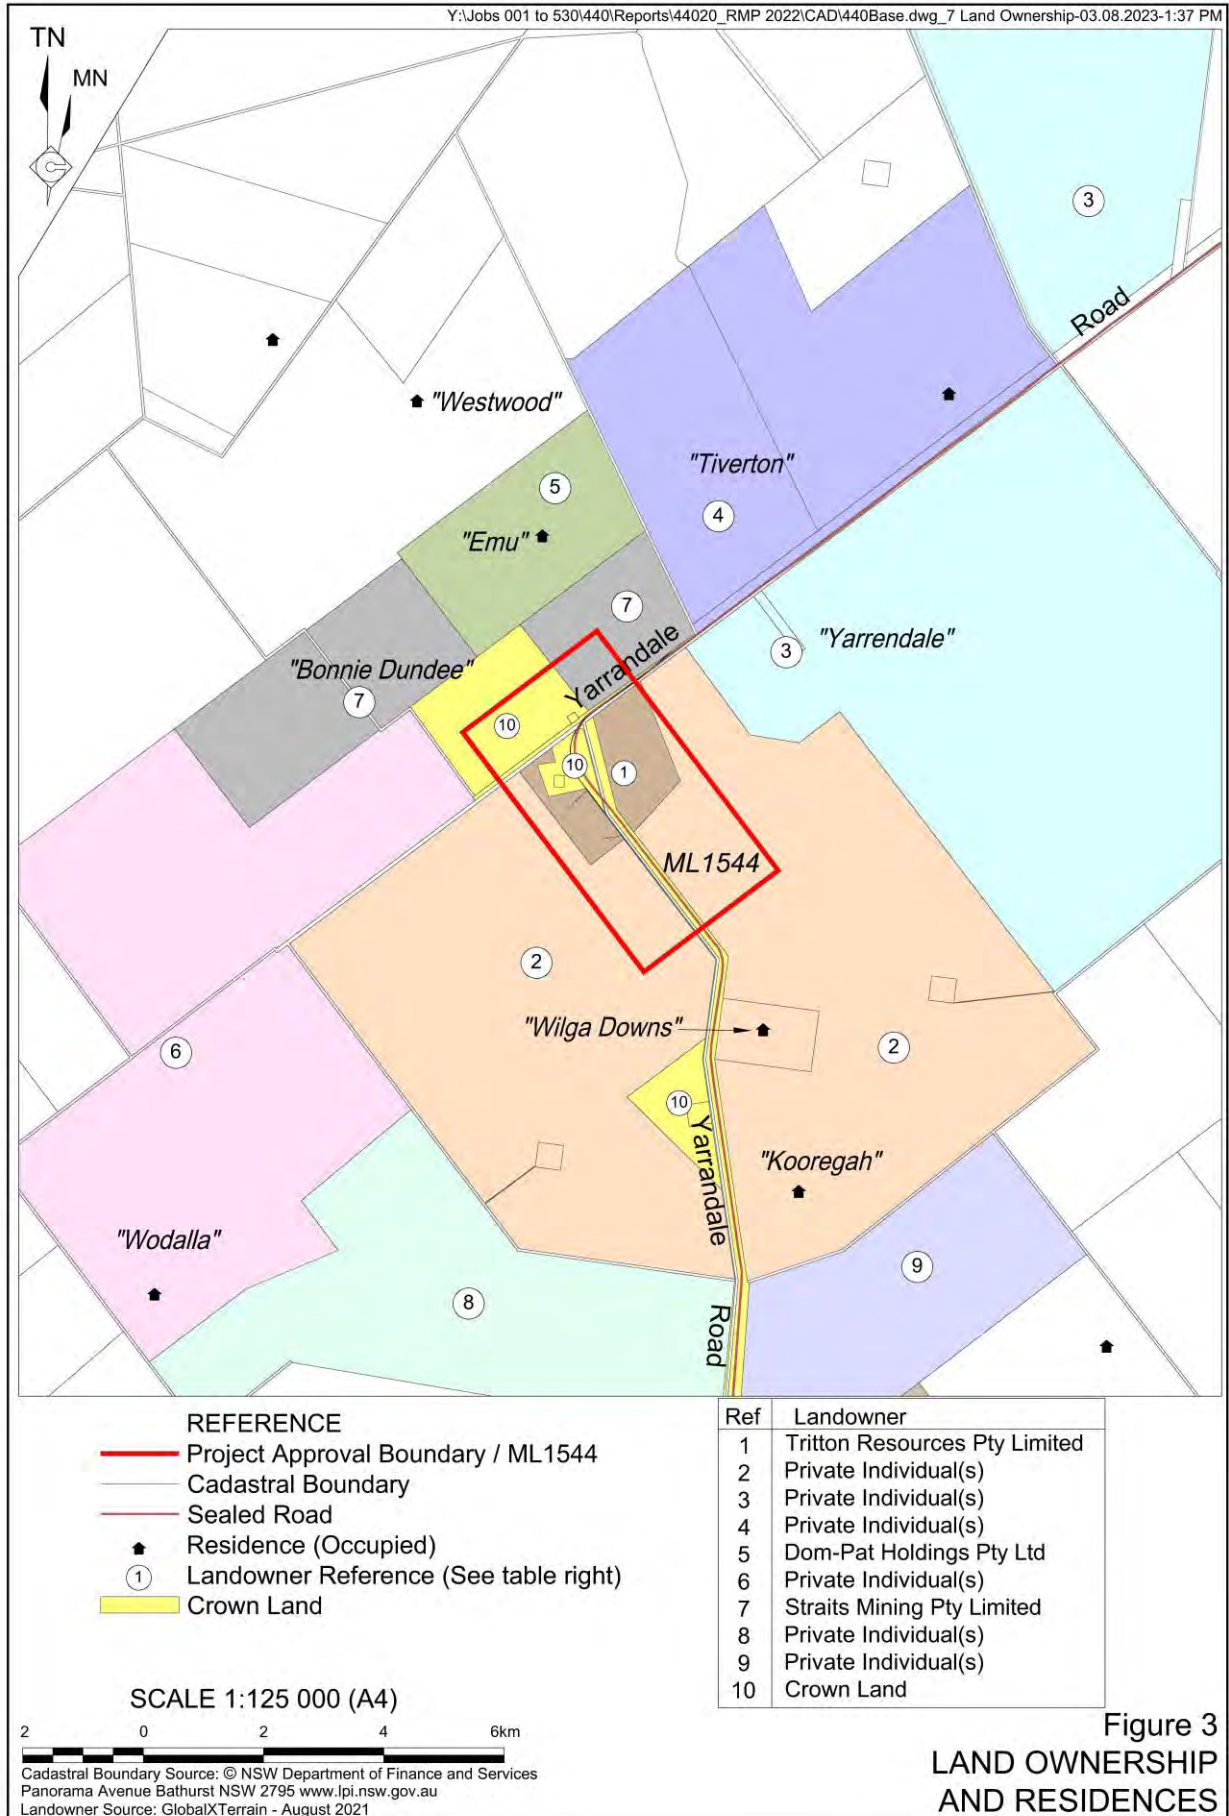 Y:\Jobs 001 to 530\440\Reports\44020_RMP 2022\CAD\440Base.dwg_7 Land Ownership-03.08.2023-1:37 PM
TN
MN
3
Road
"Westwood"
"Tiverton"
5
4
"Emu"
7
"Yarrendale"
3
Yarrandale
"Bonnie Dundee"
7
10
10
1
ML1544
2
"Wilga Downs"
2
6
10
Yarrandale
"Kooregah"
"Wodalla"
9
8
Road
REFERENCE
Project Approval Boundary / ML1544
Cadastral Boundary
Sealed Road
Residence (Occupied)
1 Landowner Reference (See table right)
Crown Land
Ref Landowner
1 Tritton Resources Pty Limited
2 Private Individual(s)
3 Private Individual(s)
4 Private Individual(s)
5 Dom-Pat Holdings Pty Ltd
6 Private Individual(s)
7 Straits Mining Pty Limited
8 Private Individual(s)
9 Private Individual(s)
10 Crown Land
SCALE 1:125 000 (A4)
2 0 2 4 6km
Cadastral Boundary Source: © NSW Department of Finance and Services
Panorama Avenue Bathurst NSW 2795 www.lpi.nsw.gov.au
Landowner Source: GlobalXTerrain - August 2021
Figure 3
LAND OWNERSHIP
AND RESIDENCES